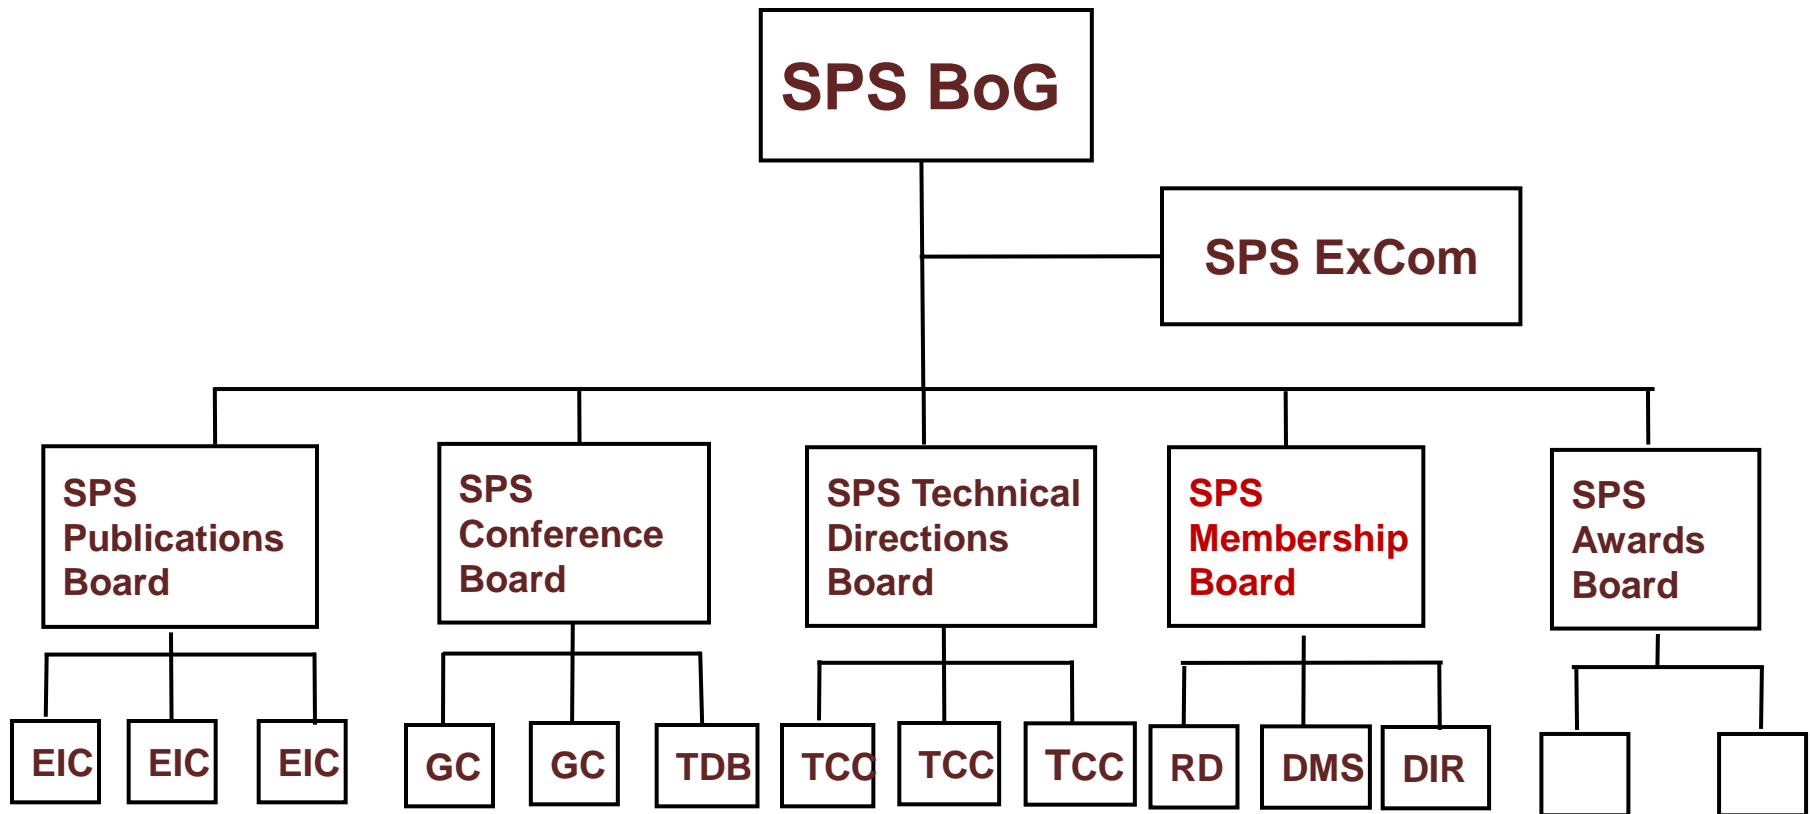 SPS BoG
SPS ExCom
SPS
Publications
Board
SPS
Conference
Board
SPS Technical
Directions
Board
SPS
Membership
Board
SPS
Awards
Board
EIC
EIC
EIC
GC
GC
TDB
TCC
TCC
TCC
RD
DMS
DIR